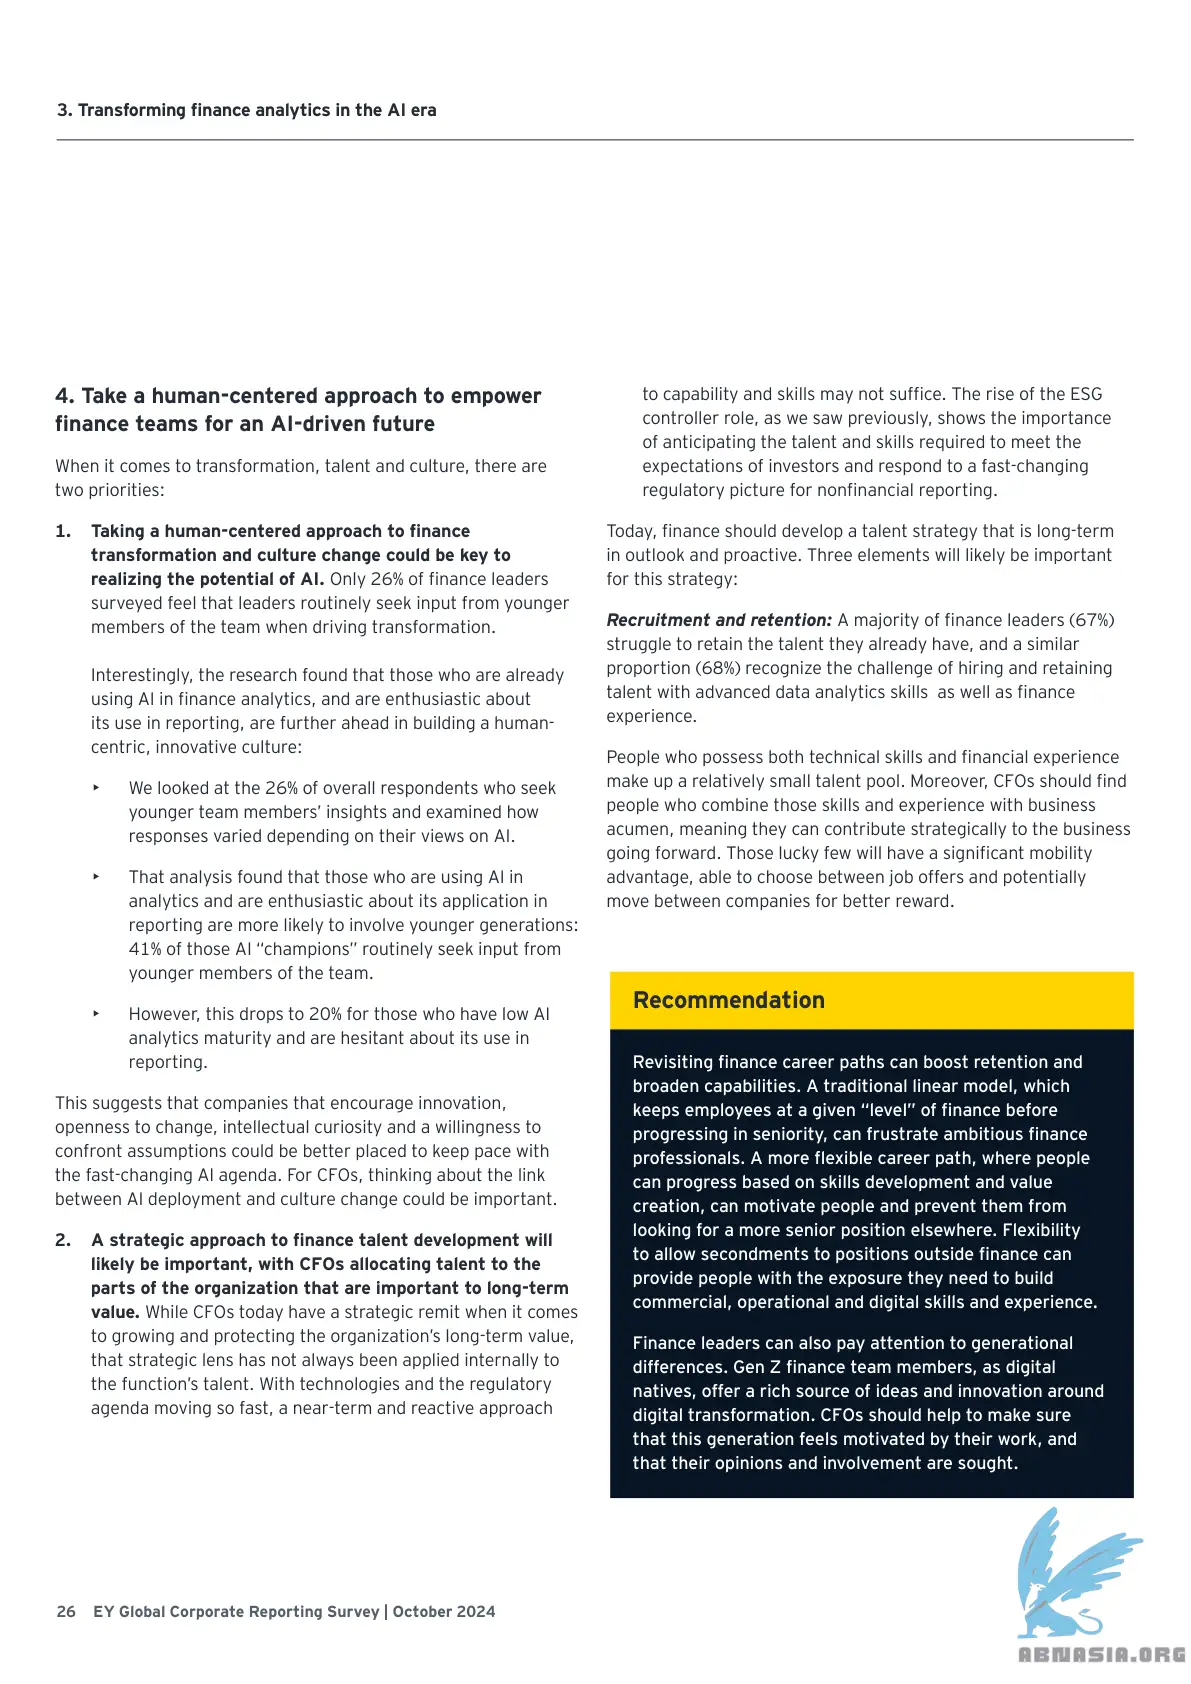 3. Transforming finance analytics in the AI era
4. Take a human-centered approach to empower
finance teams for an AI-driven future
When it comes to transformation, talent and culture, there are
two priorities:
1. Taking a human-centered approach to finance
transformation and culture change could be key to
realizing the potential of AI. Only 26% of finance leaders
surveyed feel that leaders routinely seek input from younger
members of the team when driving transformation.
Interestingly, the research found that those who are already
using AI in finance analytics, and are enthusiastic about
its use in reporting, are further ahead in building a human-
centric, innovative culture:
‣ We looked at the 26% of overall respondents who seek
younger team members’ insights and examined how
responses varied depending on their views on AI.
‣ That analysis found that those who are using AI in
analytics and are enthusiastic about its application in
reporting are more likely to involve younger generations:
41% of those AI “champions” routinely seek input from
younger members of the team.
‣ However, this drops to 20% for those who have low AI
analytics maturity and are hesitant about its use in
reporting.
This suggests that companies that encourage innovation,
openness to change, intellectual curiosity and a willingness to
confront assumptions could be better placed to keep pace with
the fast-changing AI agenda. For CFOs, thinking about the link
between AI deployment and culture change could be important.
2. A strategic approach to finance talent development will
likely be important, with CFOs allocating talent to the
parts of the organization that are important to long-term
value. While CFOs today have a strategic remit when it comes
to growing and protecting the organization’s long-term value,
that strategic lens has not always been applied internally to
the function’s talent. With technologies and the regulatory
agenda moving so fast, a near-term and reactive approach
to capability and skills may not suffice. The rise of the ESG
controller role, as we saw previously, shows the importance
of anticipating the talent and skills required to meet the
expectations of investors and respond to a fast-changing
regulatory picture for nonfinancial reporting.
Today, finance should develop a talent strategy that is long-term
in outlook and proactive. Three elements will likely be important
for this strategy:
Recruitment and retention: A majority of finance leaders (67%)
struggle to retain the talent they already have, and a similar
proportion (68%) recognize the challenge of hiring and retaining
talent with advanced data analytics skills as well as finance
experience.
People who possess both technical skills and financial experience
make up a relatively small talent pool. Moreover, CFOs should find
people who combine those skills and experience with business
acumen, meaning they can contribute strategically to the business
going forward. Those lucky few will have a significant mobility
advantage, able to choose between job offers and potentially
move between companies for better reward.
Recommendation
Revisiting finance career paths can boost retention and
broaden capabilities. A traditional linear model, which
keeps employees at a given “level” of finance before
progressing in seniority, can frustrate ambitious finance
professionals. A more flexible career path, where people
can progress based on skills development and value
creation, can motivate people and prevent them from
looking for a more senior position elsewhere. Flexibility
to allow secondments to positions outside finance can
provide people with the exposure they need to build
commercial, operational and digital skills and experience.
Finance leaders can also pay attention to generational
differences. Gen Z finance team members, as digital
natives, offer a rich source of ideas and innovation around
digital transformation. CFOs should help to make sure
that this generation feels motivated by their work, and
that their opinions and involvement are sought.
26 EY Global Corporate Reporting Survey | October 2024
ABNASIA.ORG